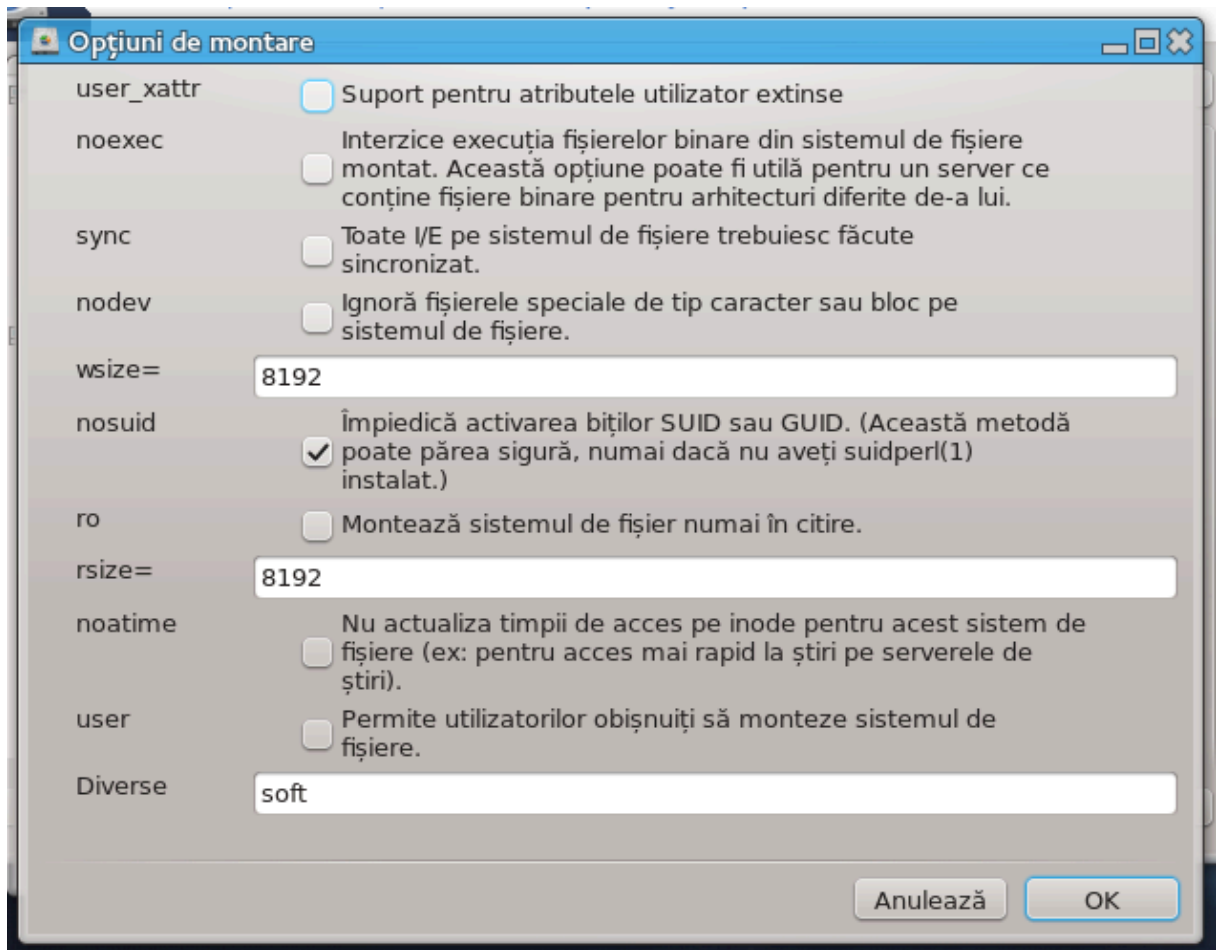 Opțiuni de montare
user_xattr
Suport pentru atributele utilizator extinse
noexec
Interzice execuția fișierelor binare din sistemul de fișiere
montat. Această opțiune poate fi utilă pentru un server ce
conține fișiere binare pentru arhitecturi diferite de-a lui.
sync
Toate I/E pe sistemul de fișiere trebuiesc făcute
sincronizat.
nodev
Ignoră fișierele speciale de tip caracter sau bloc pe
sistemul de fișiere.
wsize=
8192
nosuid
Împiedică activarea biților SUID sau GUID. (Această metodă
poate părea sigură, numai dacă nu aveți suidperl(1)
instalat.)
ro
Montează sistemul de fișier numai în citire.
rsize=
8192
noatime
Nu actualiza timpii de acces pe inode pentru acest sistem de
fișiere (ex: pentru acces mai rapid la știri pe serverele de
știri).
user
Permite utilizatorilor obișnuiți să monteze sistemul de
fișiere.
Diverse
soft
Anulează
OK